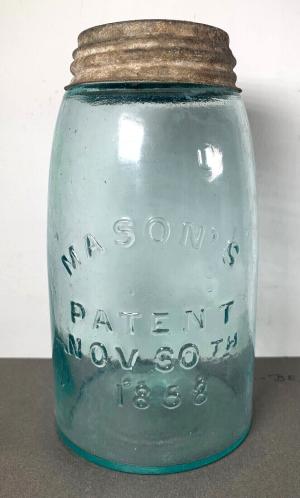 MASON'S
PATENT
NOV 30TH
1858